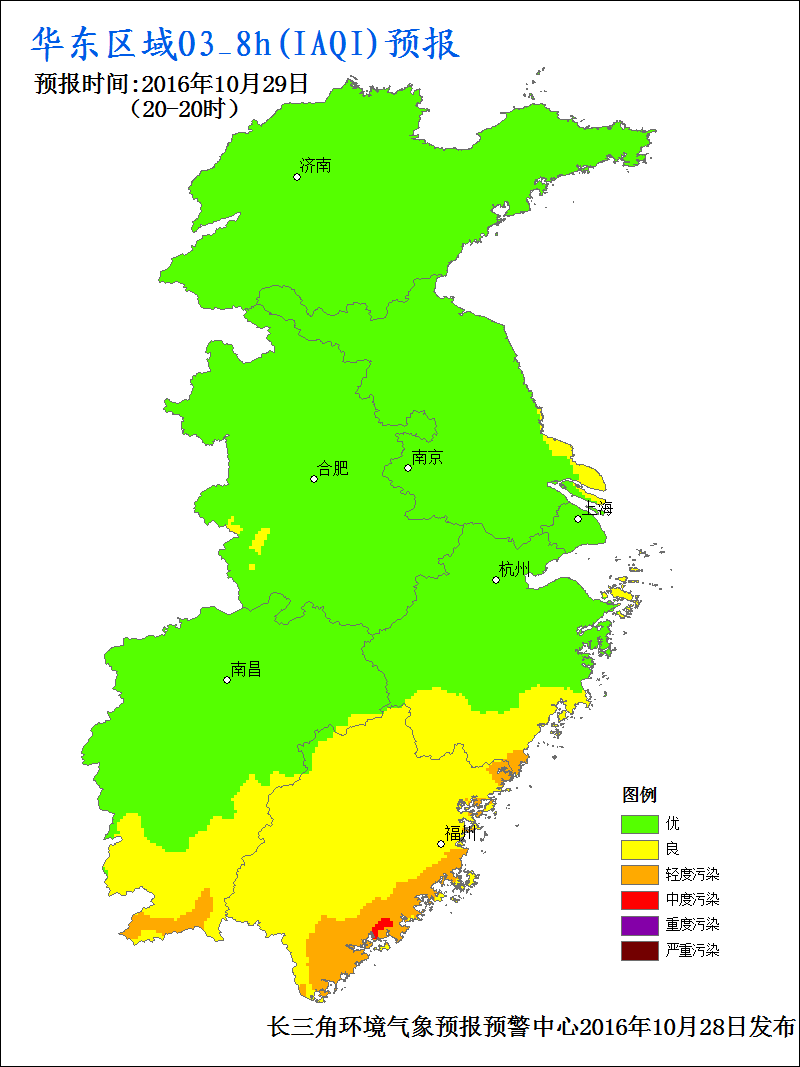 华东区域O3_8h(IAQI)预报
预报时间:2016年10月29日
（20-20时）
济南
合肥
南京
上海
杭州
南昌
福州
图例
优
良
轻度污染
中度污染
重度污染
严重污染
长三角环境气象预报预警中心2016年10月28日发布